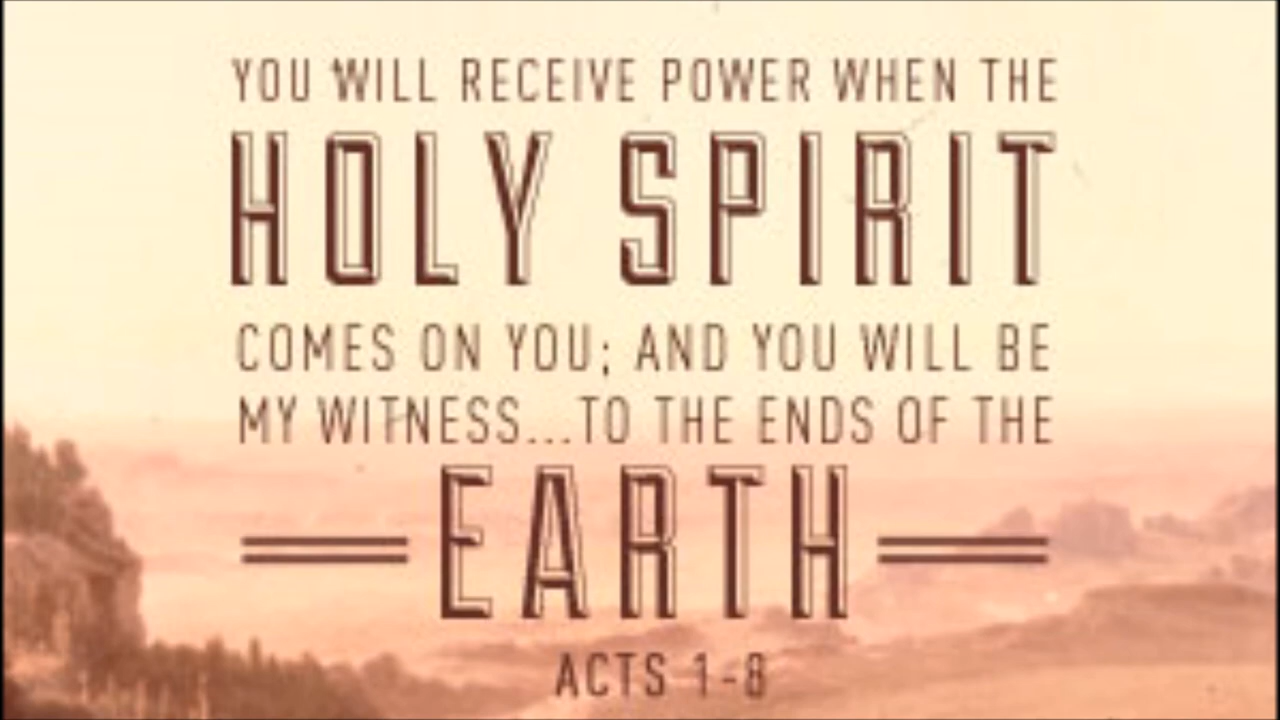 YOU WILL RECEIVE POWER WHEN THE
HOLY SPIRIT
COMES ON YOU; AND YOU WILL BE
MY WITNESS...TO THE ENDS OF THE
EARTH
ACTS 1-8